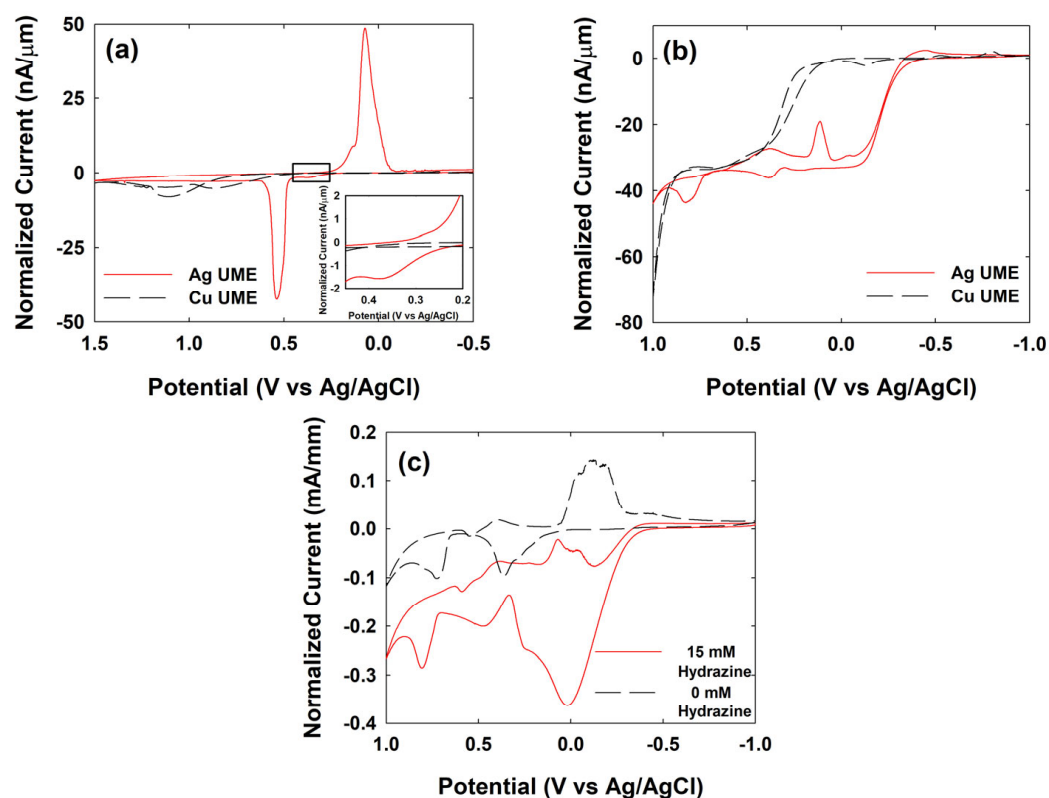 (a)
Normalized Current (nA/μm)
50
25
0
-25
-50
1.5
1.0
0.5
0.0
-0.5
Potential (V vs Ag/AgCl)
Ag UME
Cu UME
Normalized Current (nA/μm)
2
1
0
-1
-2
0.4
0.3
0.2
Potential (V vs Ag/AgCl)
(b)
Normalized Current (nA/μm)
0
-20
-40
-60
-80
1.0
0.5
0.0
-0.5
-1.0
Potential (V vs Ag/AgCl)
Ag UME
Cu UME
(c)
Normalized Current (mA/mm)
0.2
0.1
0.0
-0.1
-0.2
-0.3
-0.4
1.0
0.5
0.0
-0.5
-1.0
Potential (V vs Ag/AgCl)
15 mM
Hydrazine
0 mM
Hydrazine